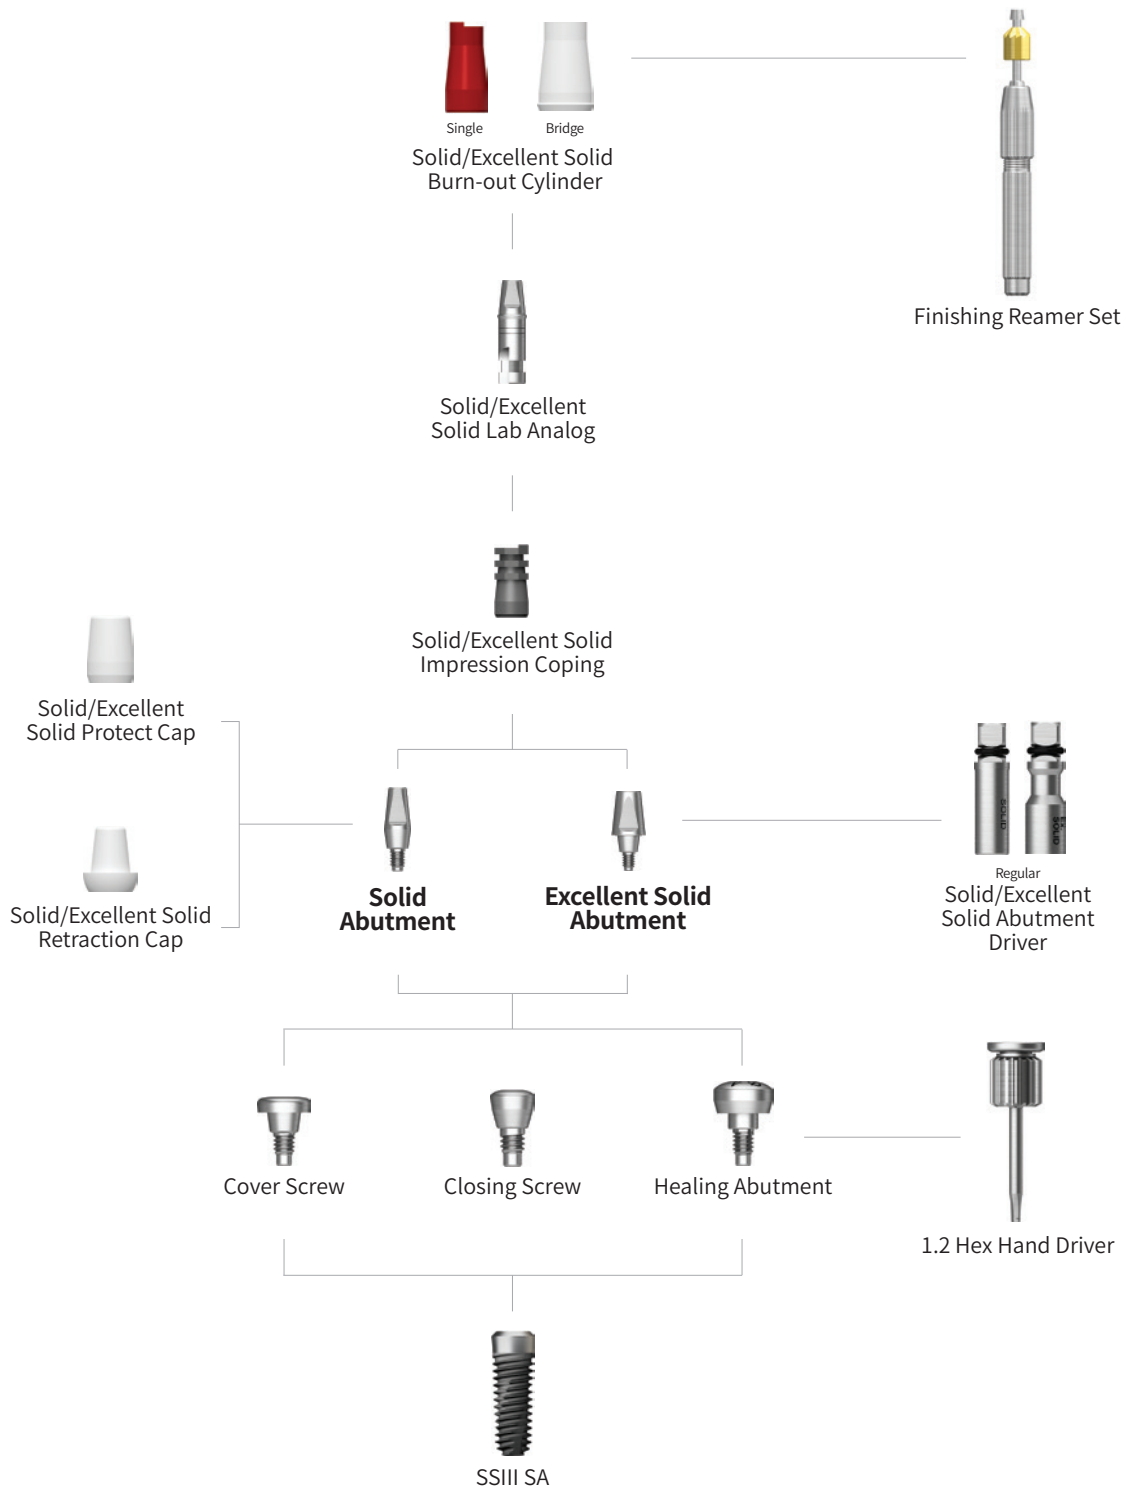 Single
Bridge
Solid/Excellent Solid
Burn-out Cylinder
Finishing Reamer Set
Solid/Excellent
Solid Lab Analog
Solid/Excellent Solid
Impression Coping
Solid/Excellent
Solid Protect Cap
Solid/Excellent Solid
Retraction Cap
Solid
Abutment
Excellent Solid
Abutment
SOLID
Ex.
SOLID
Regular
Solid/Excellent
Solid Abutment
Driver
Cover Screw
Closing Screw
Healing Abutment
1.2 Hex Hand Driver
SSIII SA